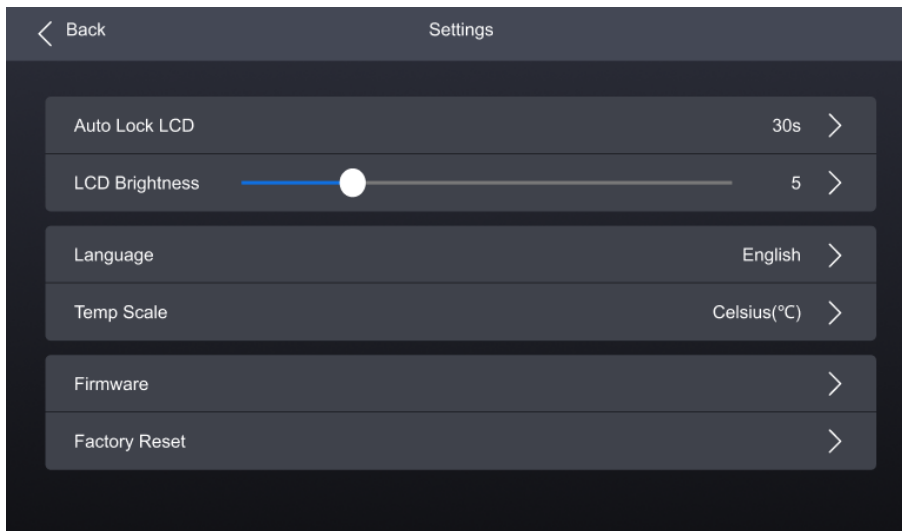 Back
Settings
Auto Lock LCD 30s
LCD Brightness 5
Language English
Temp Scale Celsius(℃)
Firmware
Factory Reset